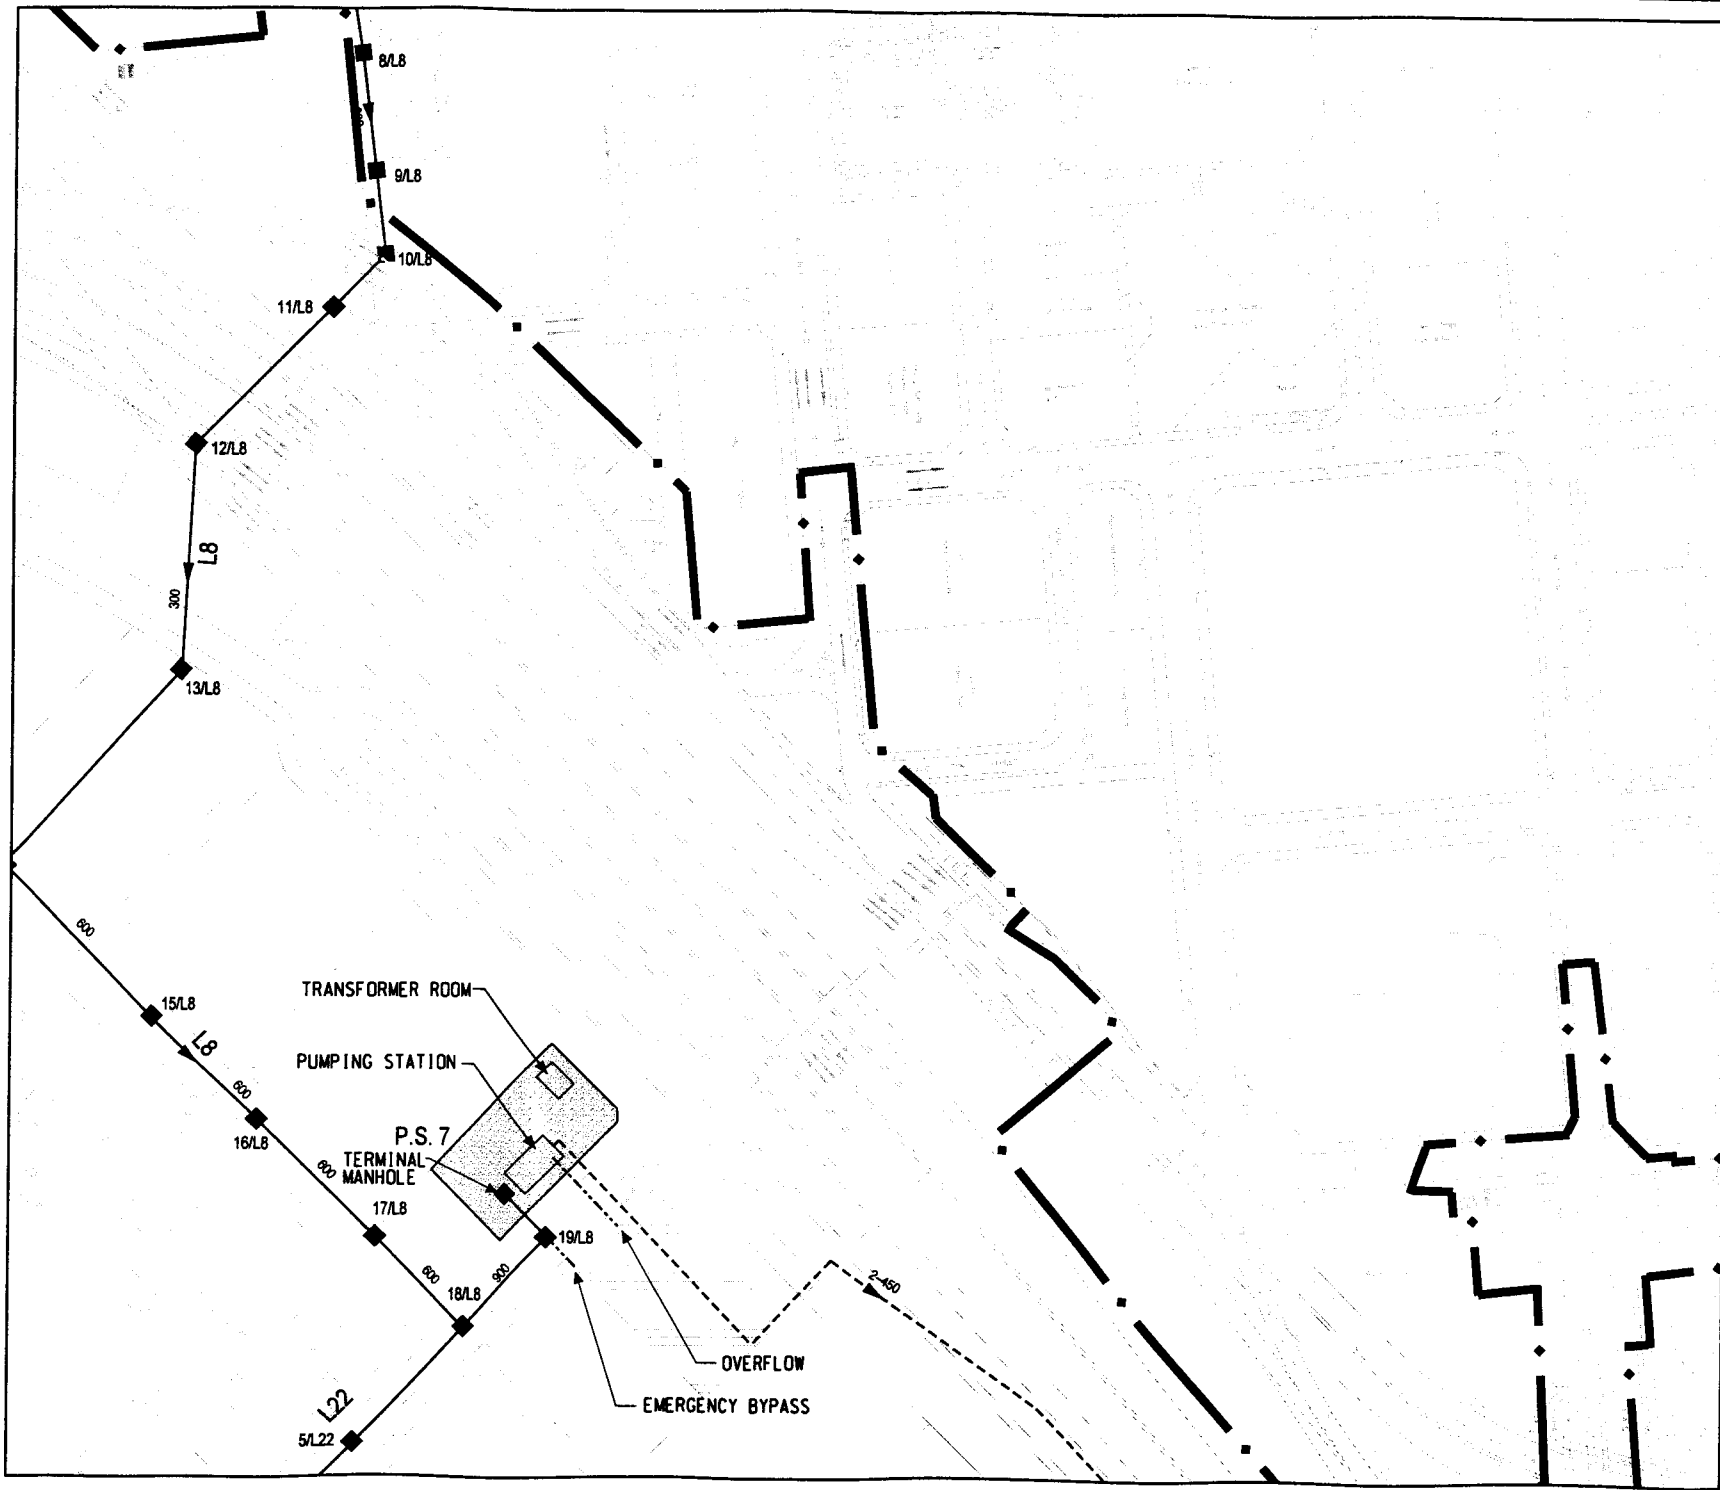 8/L8
9/L8
10/L8
11/L8
12/L8
L8
300
13/L8
600
15/L8
L8
600
16/L8
600
17/L8
600
18/L8
900
19/L8
TRANSFORMER ROOM
PUMPING STATION
P.S. 7
TERMINAL
MANHOLE
2-450
OVERFLOW
EMERGENCY BYPASS
L22
5/L22